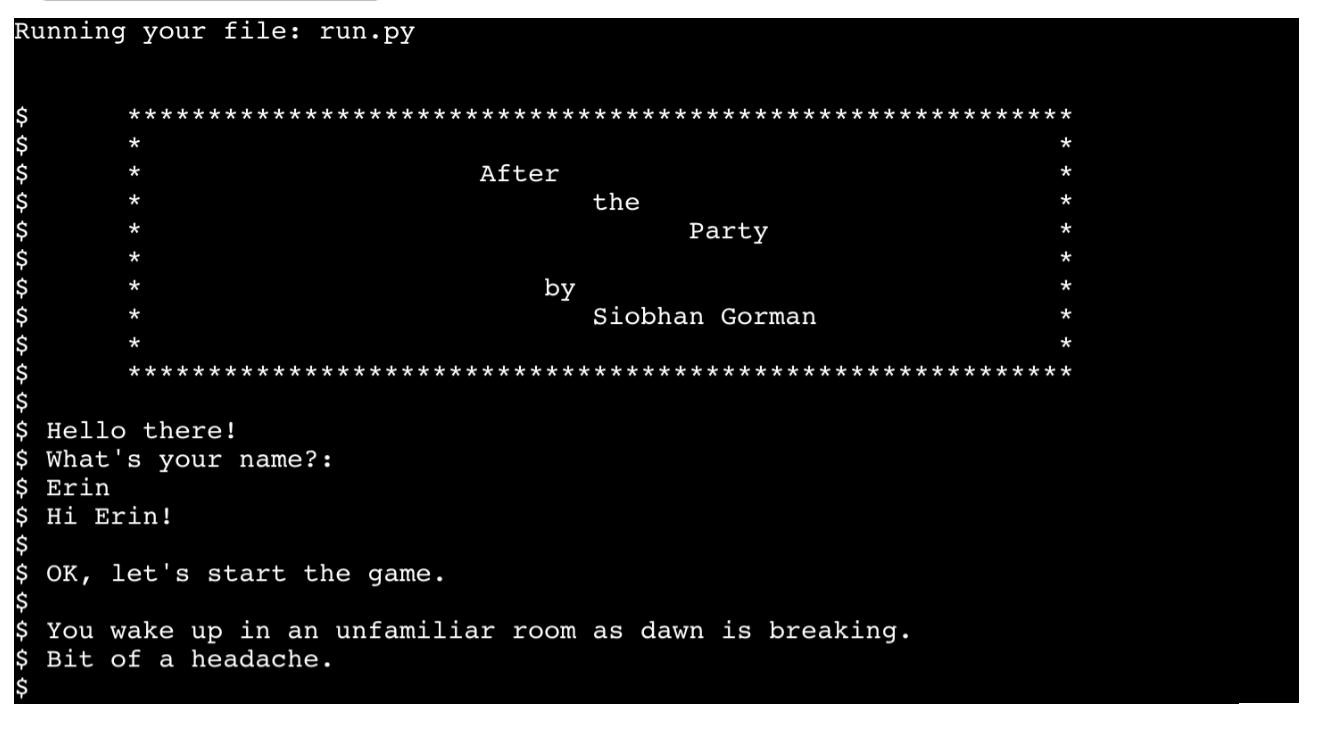 Running your file: run.py
$ ***********************************************************
$ * *
$ * After *
$ * the *
$ * Party *
$ * *
$ * by *
$ * Siobhan Gorman *
$ * *
$ ***********************************************************
$
$ Hello there!
$ What's your name?:
$ Erin
$ Hi Erin!
$
$ OK, let's start the game.
$
$ You wake up in an unfamiliar room as dawn is breaking.
$ Bit of a headache.
$